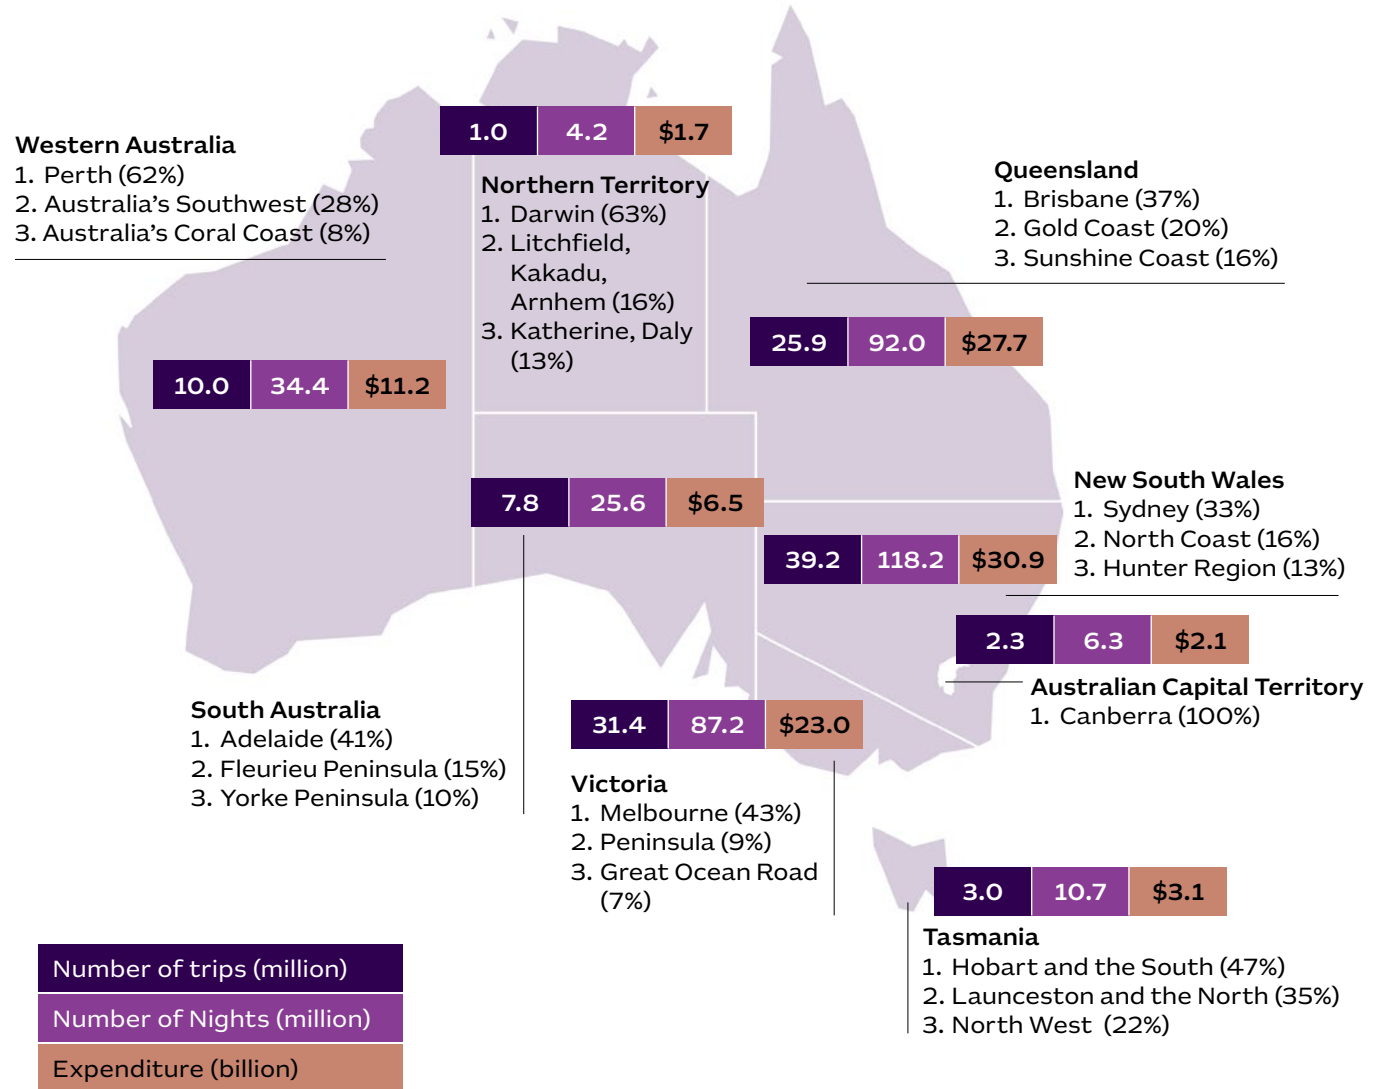 1.0 4.2 $1.7
Western Australia
1. Perth (62%)
2. Australia's Southwest (28%)
3. Australia's Coral Coast (8%)
Northern Territory
1. Darwin (63%)
2. Litchfield,
Kakadu,
Arnhem (16%)
3. Katherine, Daly
(13%)
Queensland
1. Brisbane (37%)
2. Gold Coast (20%)
3. Sunshine Coast (16%)
25.9 92.0 $27.7
10.0 34.4 $11.2
7.8 25.6 $6.5
New South Wales
1. Sydney (33%)
2. North Coast (16%)
3. Hunter Region (13%)
39.2 118.2 $30.9
2.3 6.3 $2.1
Australian Capital Territory
1. Canberra (100%)
South Australia
1. Adelaide (41%)
2. Fleurieu Peninsula (15%)
3. Yorke Peninsula (10%)
31.4 87.2 $23.0
Victoria
1. Melbourne (43%)
2. Peninsula (9%)
3. Great Ocean Road
(7%)
3.0 10.7 $3.1
Tasmania
1. Hobart and the South (47%)
2. Launceston and the North (35%)
3. North West (22%)
Number of trips (million)
Number of Nights (million)
Expenditure (billion)